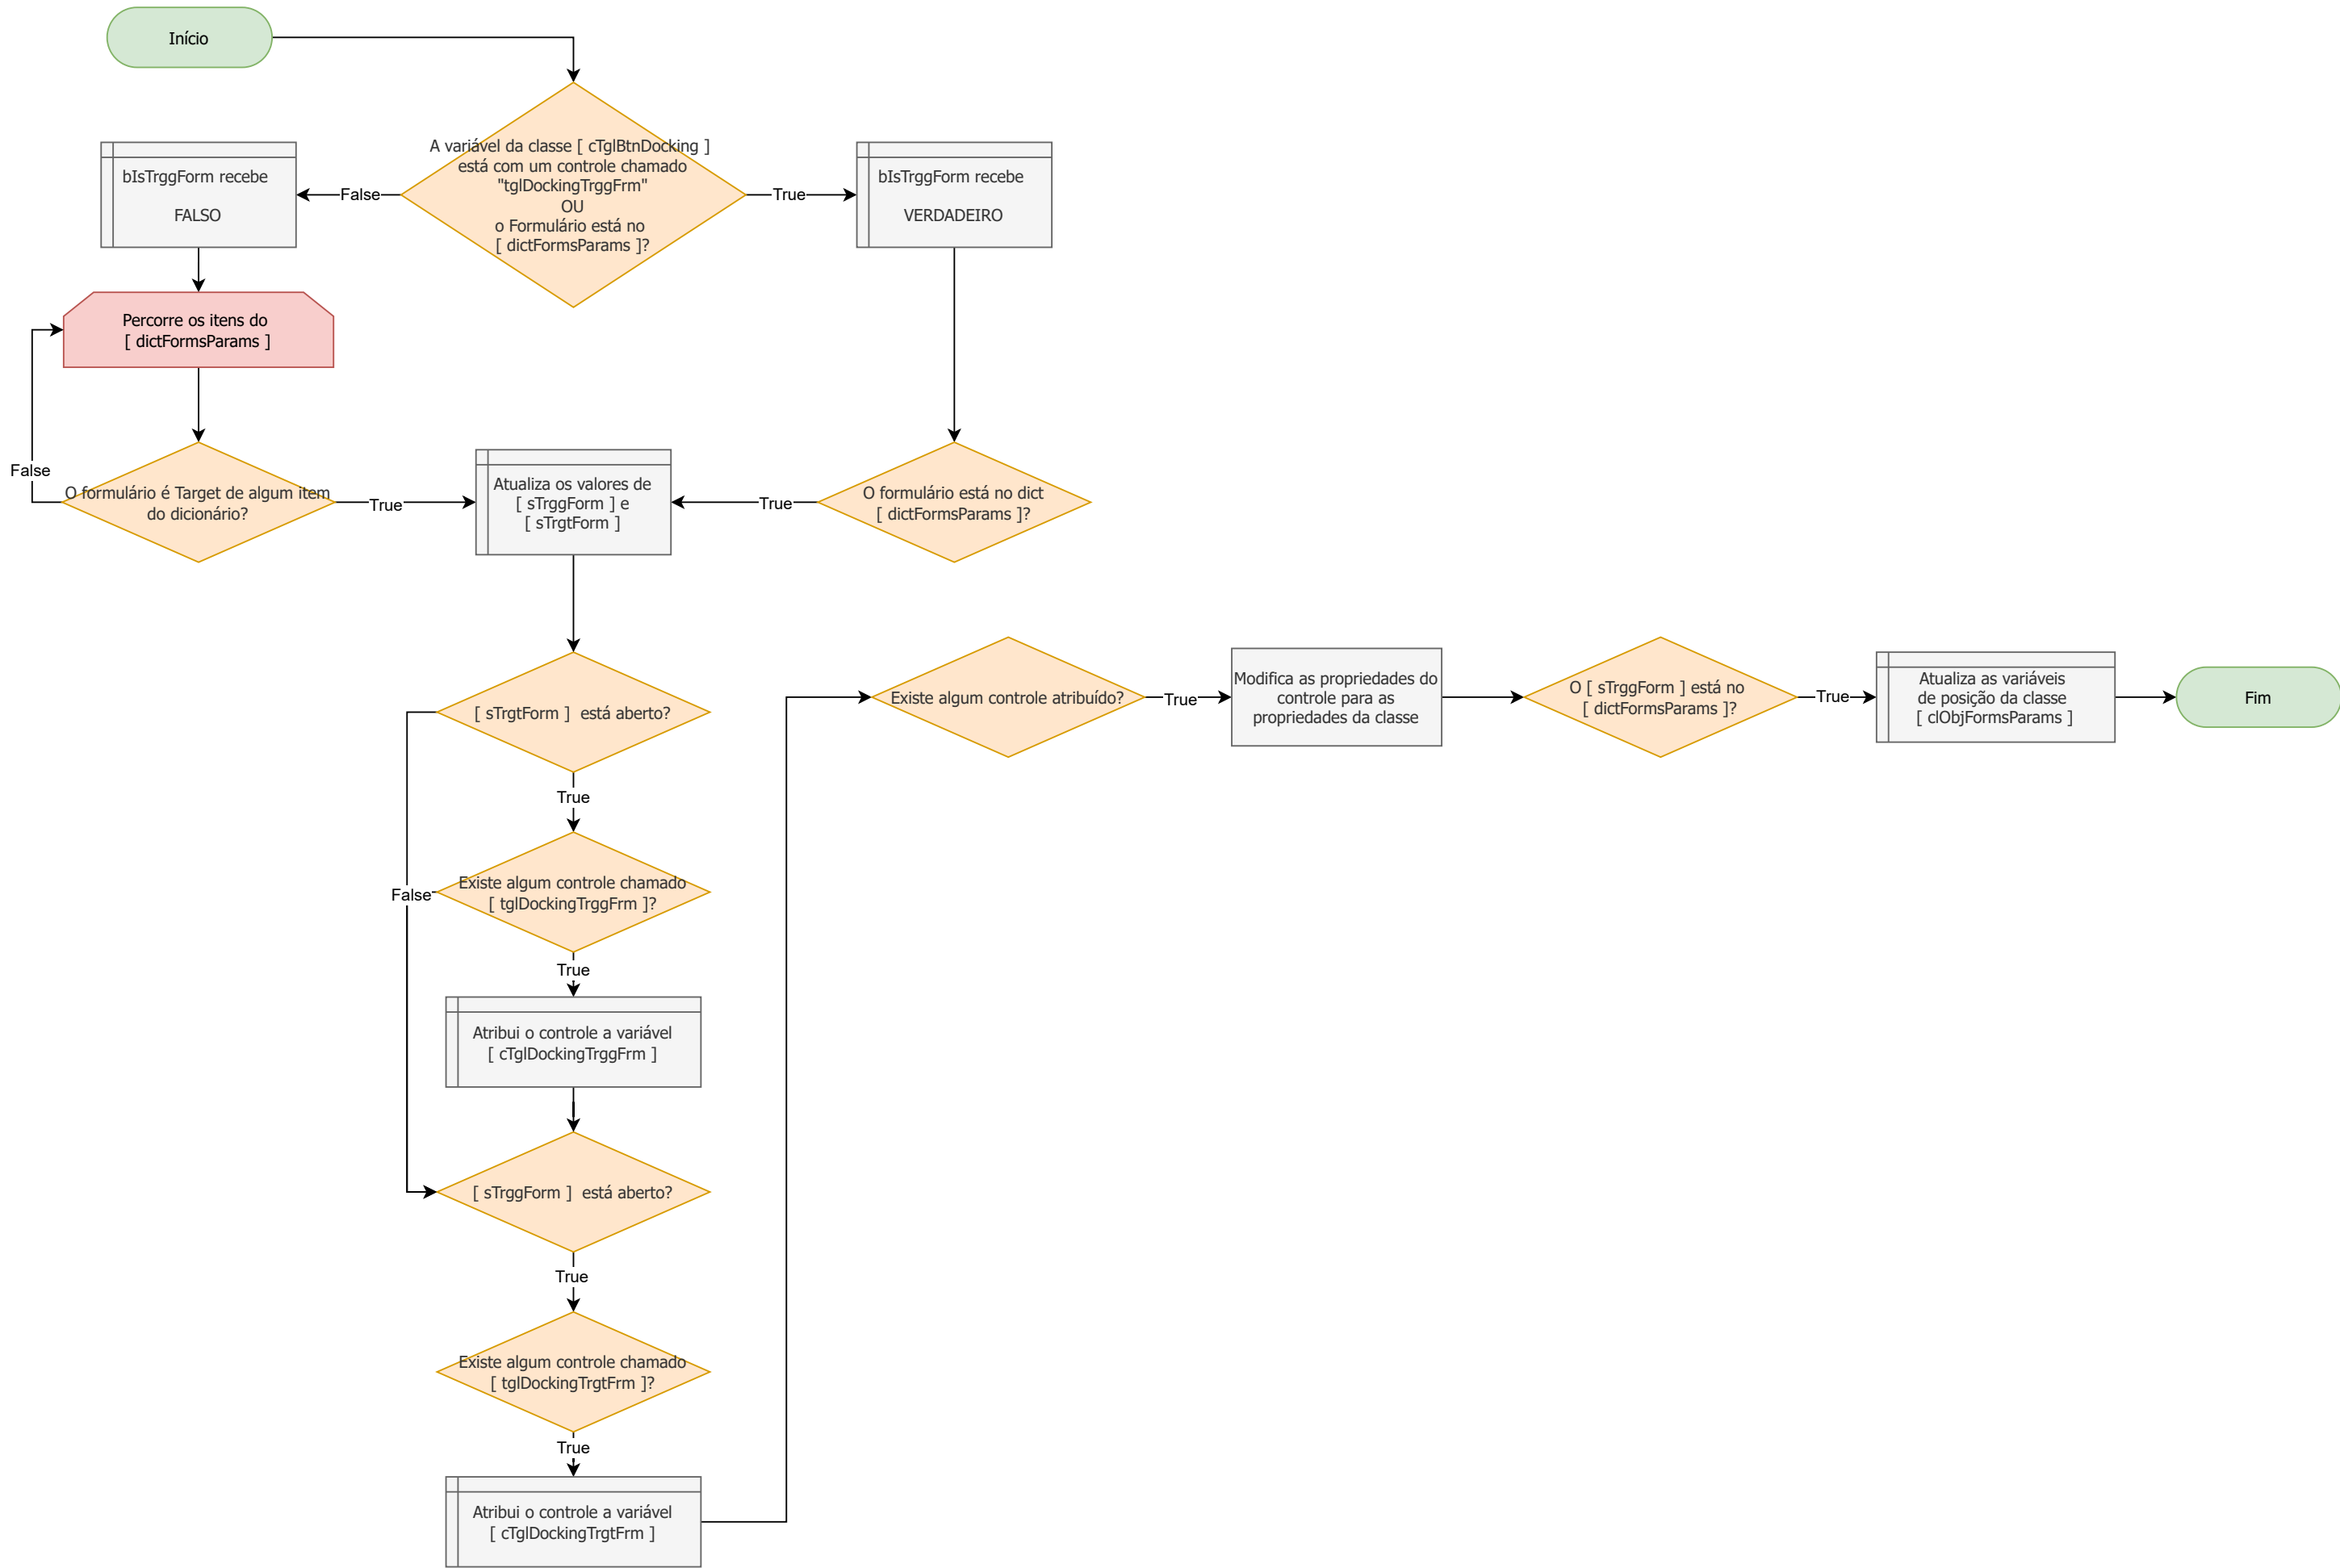 Início
A variável da classe [ cTglBtnDocking ]
está com um controle chamado
"tglDockingTrggFrm"
OU
o Formulário está no
[ dictFormsParams ]?
False
True
bIsTrggForm recebe
FALSO
bIsTrggForm recebe
VERDADEIRO
Percorre os itens do
[ dictFormsParams ]
False
O formulário é Target de algum item
do dicionário?
True
Atualiza os valores de
[ sTrggForm ] e
[ sTrgtForm ]
True
O formulário está no dict
[ dictFormsParams ]?
[ sTrgtForm ] está aberto?
True
False
Existe algum controle chamado
[ tglDockingTrggFrm ]?
True
Atribui o controle a variável
[ cTglDockingTrggFrm ]
[ sTrggForm ] está aberto?
True
Existe algum controle chamado
[ tglDockingTrgtFrm ]?
True
Atribui o controle a variável
[ cTglDockingTrgtFrm ]
Existe algum controle atribuído?
True
Modifica as propriedades do
controle para as
propriedades da classe
O [ sTrggForm ] está no
[ dictFormsParams ]?
True
Atualiza as variáveis
de posição da classe
[ clObjFormsParams ]
Fim